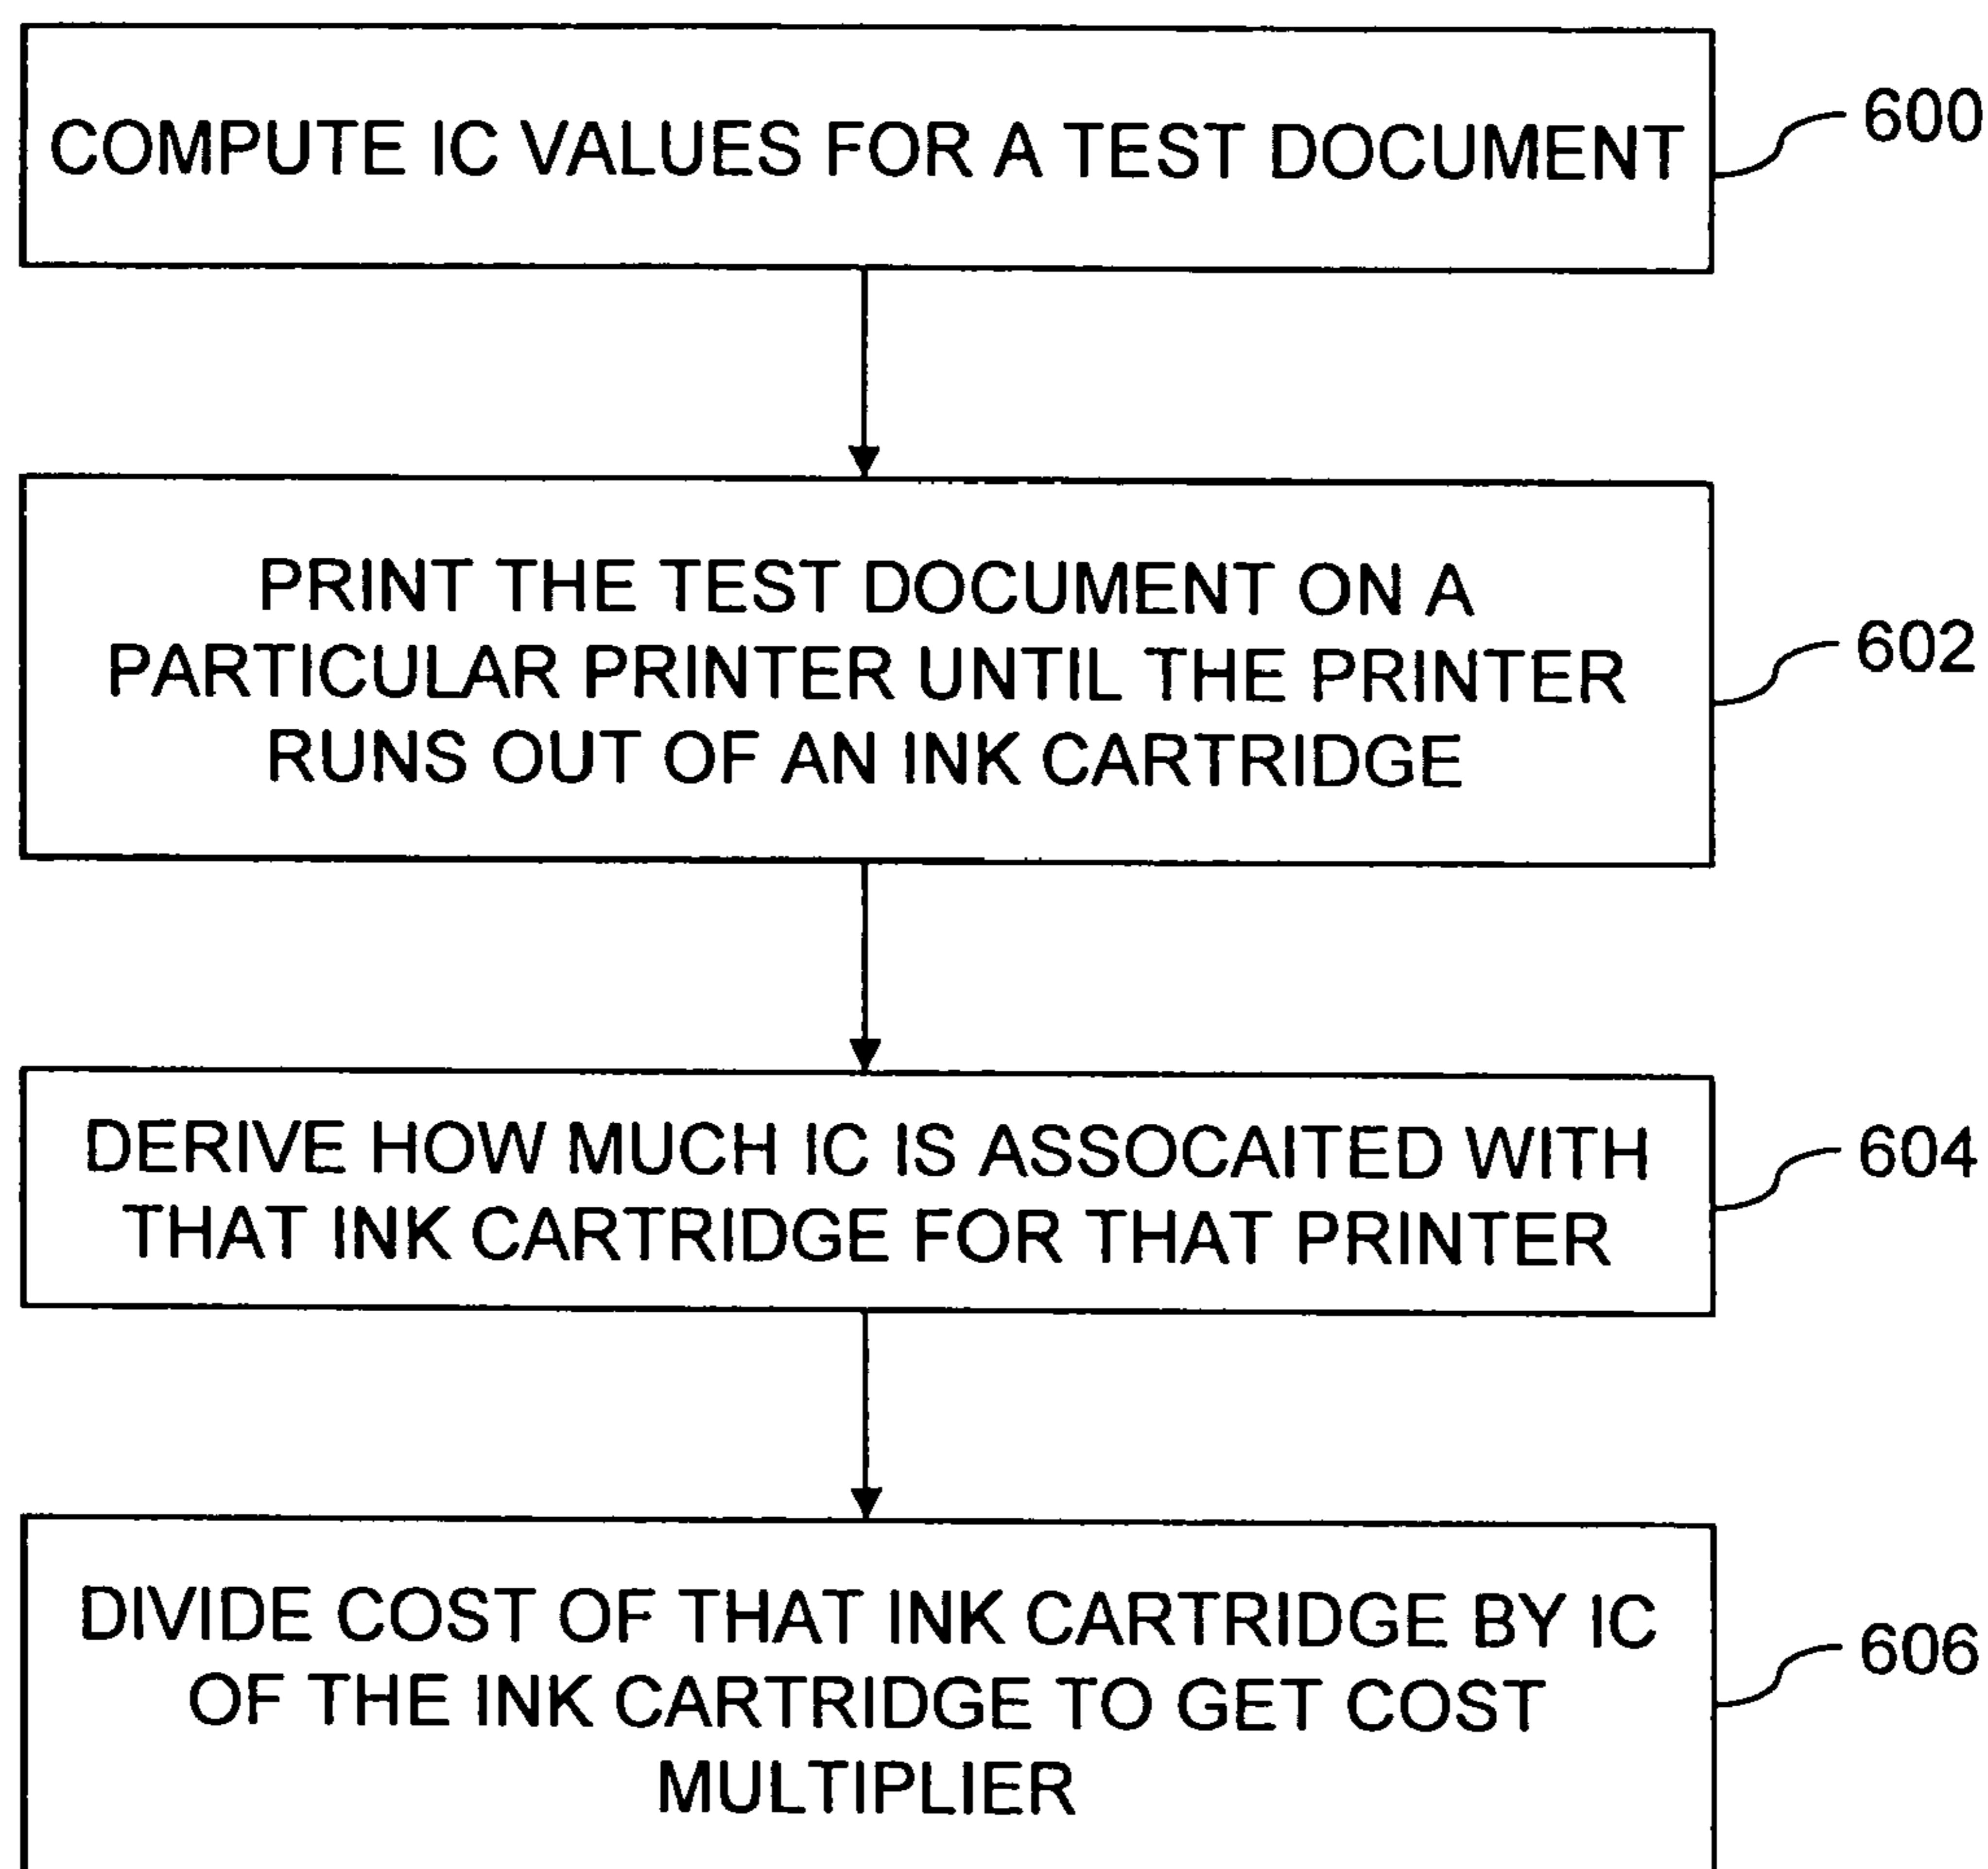 COMPUTE IC VALUES FOR A TEST DOCUMENT
600
PRINT THE TEST DOCUMENT ON A
PARTICULAR PRINTER UNTIL THE PRINTER
RUNS OUT OF AN INK CARTRIDGE
602
DERIVE HOW MUCH IC IS ASSOCAITED WITH
THAT INK CARTRIDGE FOR THAT PRINTER
604
DIVIDE COST OF THAT INK CARTRIDGE BY IC
OF THE INK CARTRIDGE TO GET COST
MULTIPLIER
606